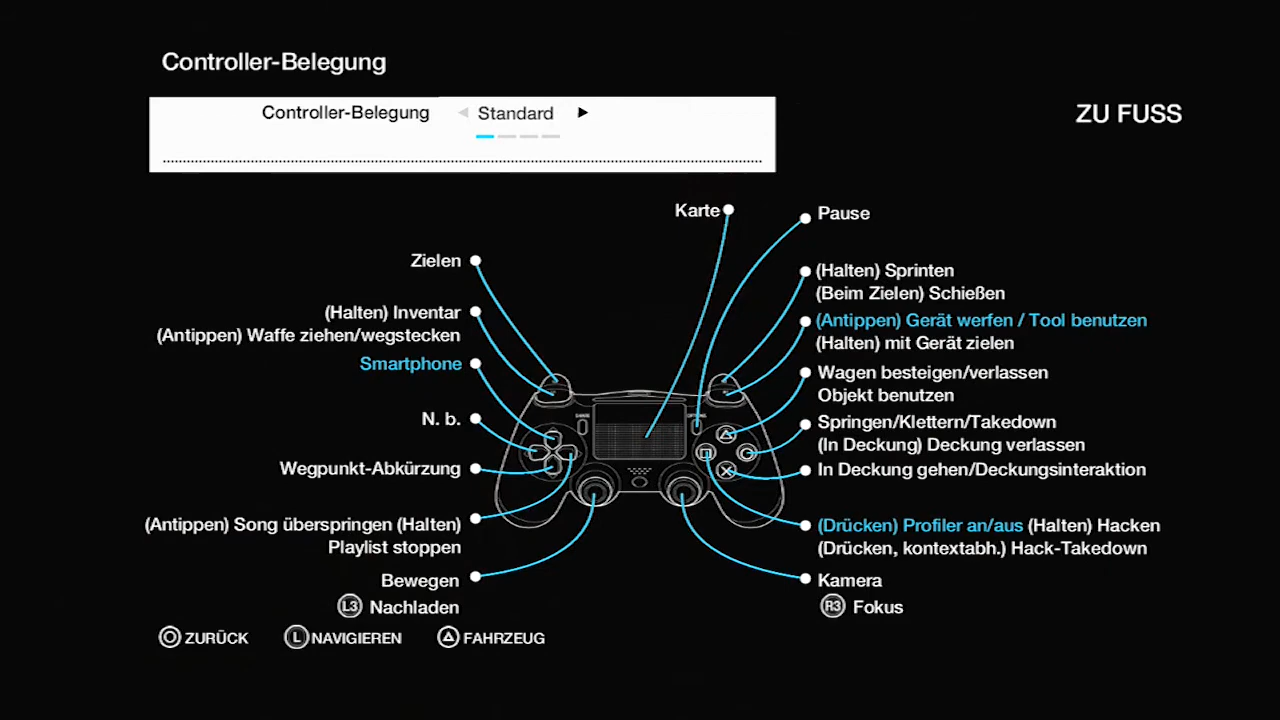 Controller-Belegung
Controller-Belegung Standard
ZU FUSS
Karte
Pause
Zielen
(Halten) Sprinten
(Beim Zielen) Schießen
(Halten) Inventar
(Antippen) Waffe ziehen/wegstecken
(Antippen) Gerät werfen / Tool benutzen
(Halten) mit Gerät zielen
Smartphone
Wagen besteigen/verlassen
Objekt benutzen
N. b.
Springen/Klettern/Takedown
(In Deckung) Deckung verlassen
Wegpunkt-Abkürzung
In Deckung gehen/Deckungsinteraktion
(Antippen) Song überspringen (Halten)
Playlist stoppen
(Drücken) Profiler an/aus (Halten) Hacken
(Drücken, kontextabh.) Hack-Takedown
Bewegen
L3 Nachladen
Kamera
R3 Fokus
SHARE
OPTIONS
ZURÜCK L NAVIGIEREN FAHRZEUG